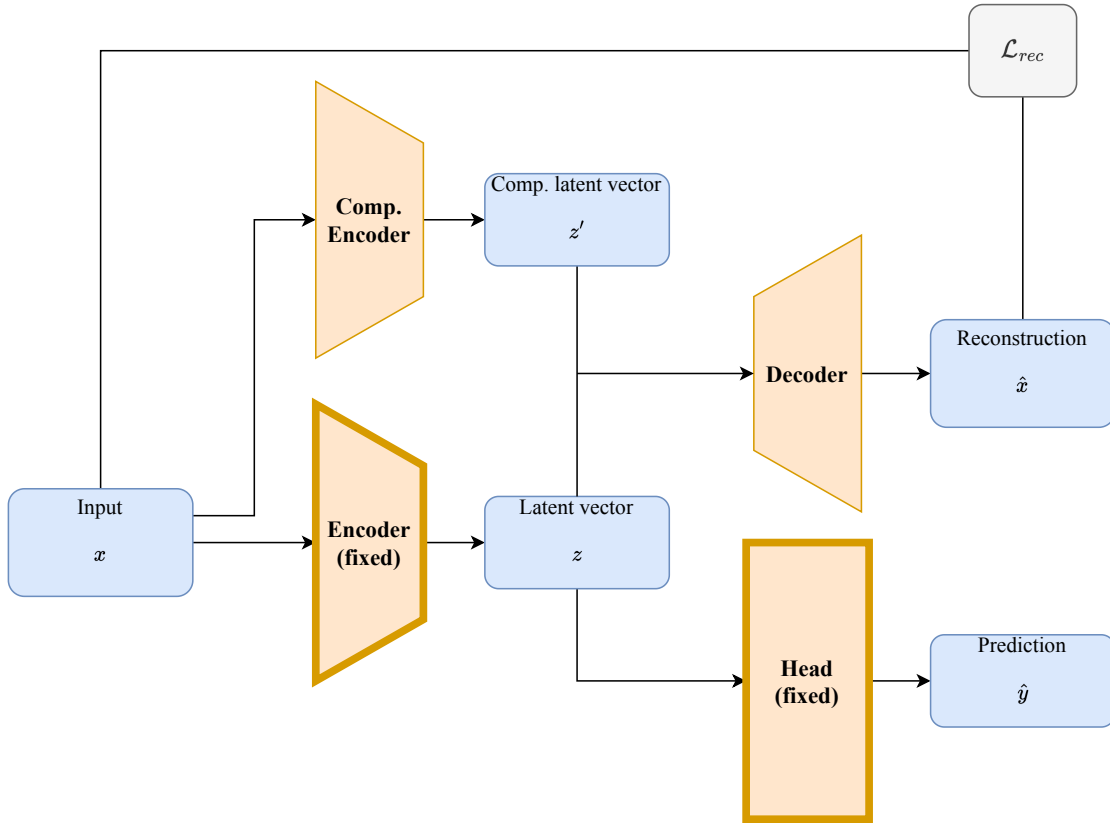 ℒ_rec
Comp. latent vector
z′
Comp.
Encoder
Reconstruction
x̂
Decoder
Input
x
Encoder
(fixed)
Latent vector
z
Head
(fixed)
Prediction
ŷ